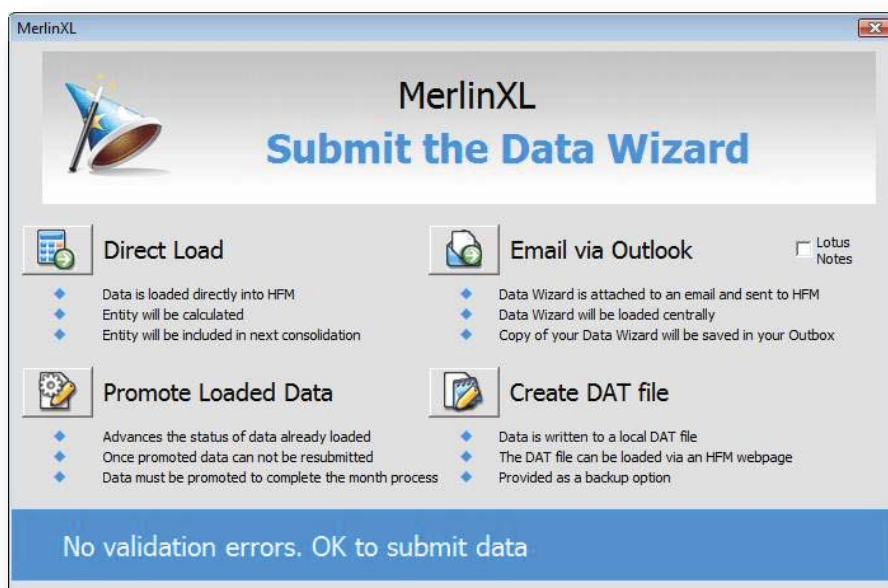 MerlinXL
MerlinXL
Submit the Data Wizard
Direct Load
Data is loaded directly into HFM
Entity will be calculated
Entity will be included in next consolidation
Email via Outlook
Lotus
Notes
Data Wizard is attached to an email and sent to HFM
Data Wizard will be loaded centrally
Copy of your Data Wizard will be saved in your Outbox
Promote Loaded Data
Advances the status of data already loaded
Once promoted data can not be resubmitted
Data must be promoted to complete the month process
Create DAT file
Data is written to a local DAT file
The DAT file can be loaded via an HFM webpage
Provided as a backup option
No validation errors. OK to submit data